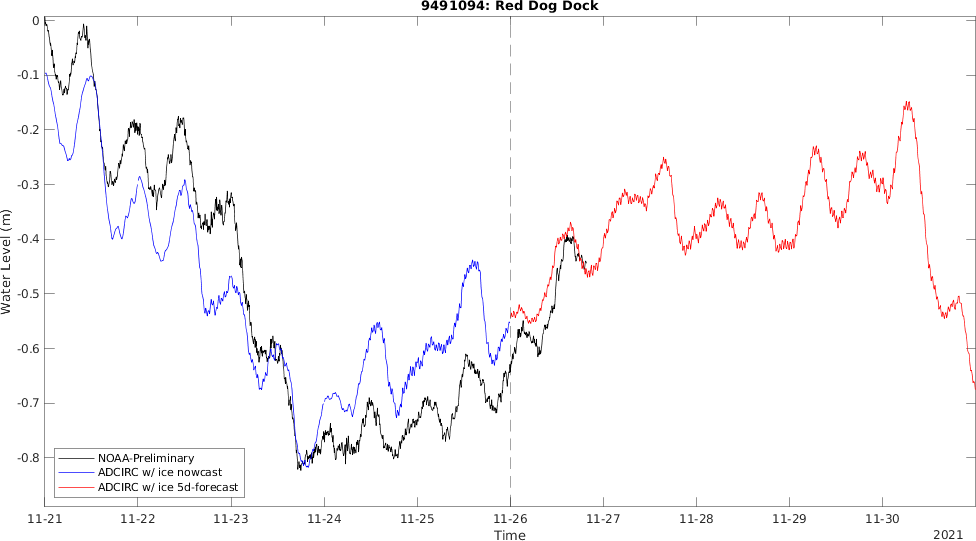 9491094: Red Dog Dock
0
-0.1
-0.2
-0.3
-0.4
-0.5
-0.6
-0.7
-0.8
Water Level (m)
NOAA-Preliminary
ADCIRC w/ ice nowcast
ADCIRC w/ ice 5d-forecast
11-21 11-22 11-23 11-24 11-25 11-26 11-27 11-28 11-29 11-30
Time
2021